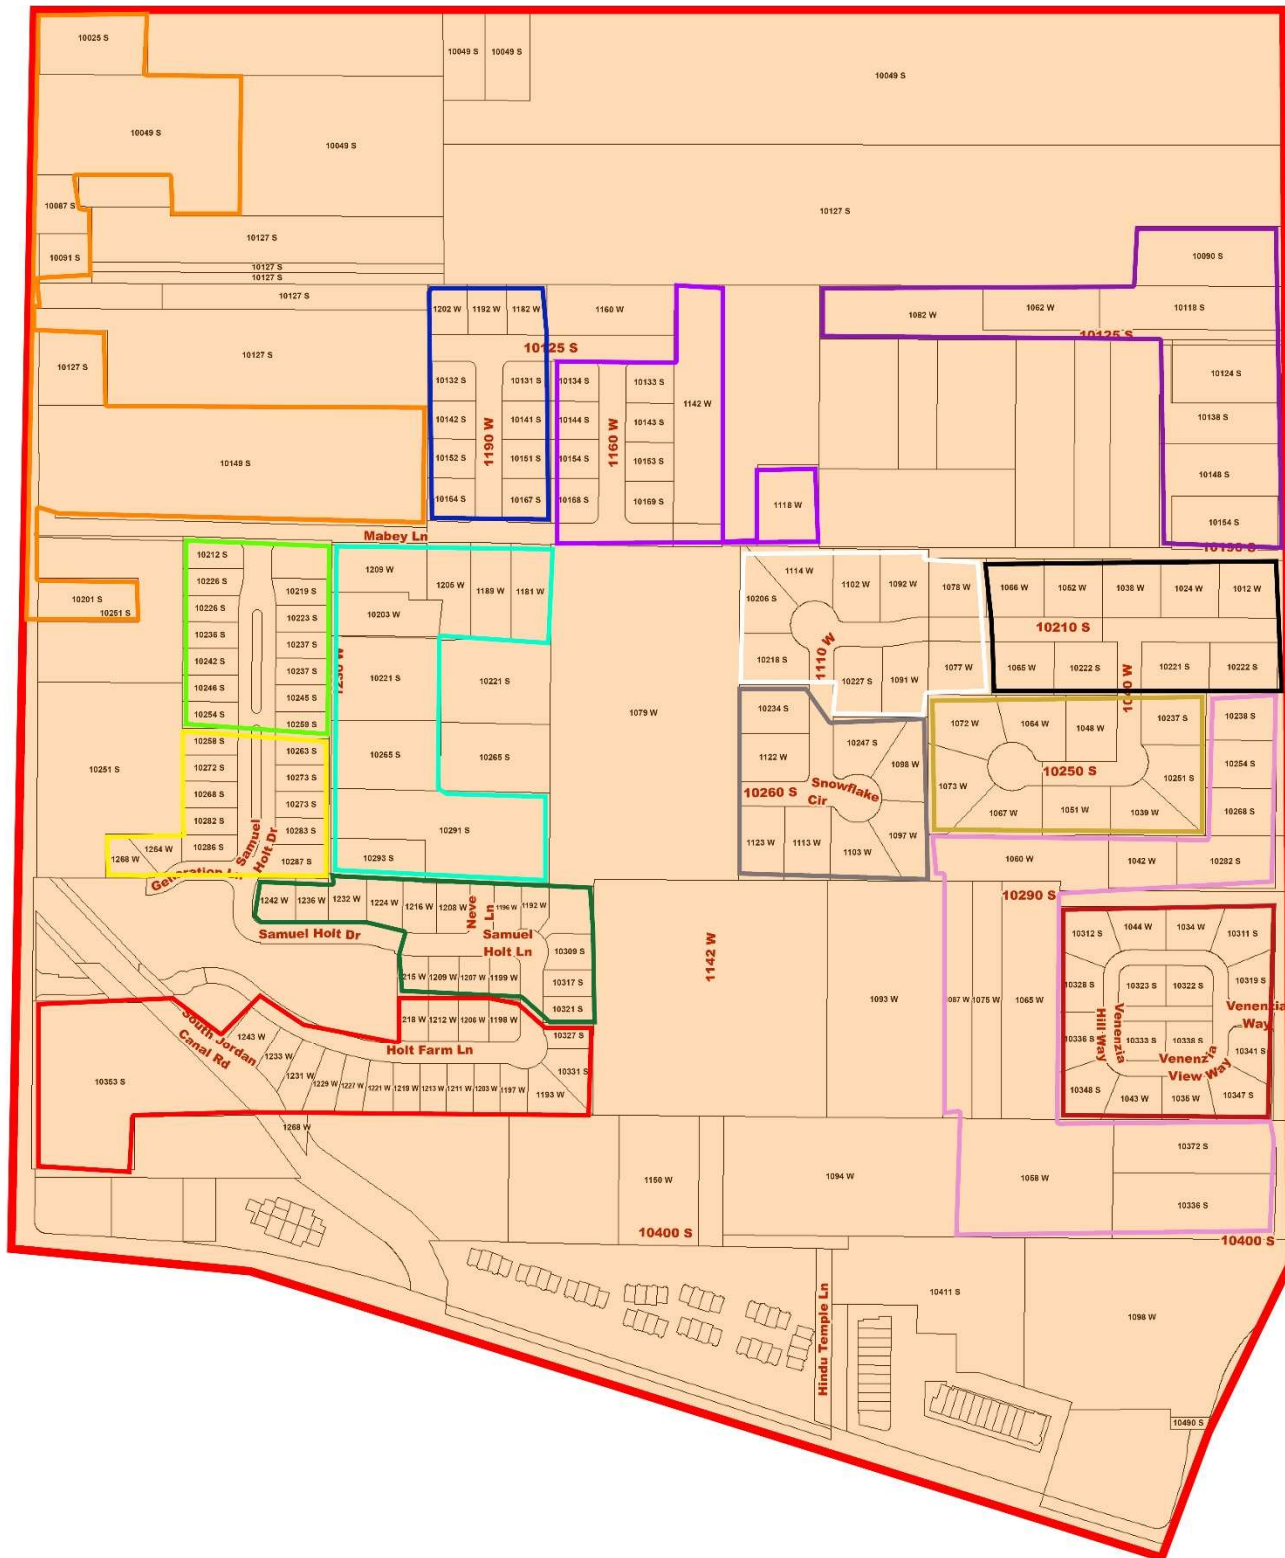 10025 S
10049 S
10049 S
10049 S
10049 S
10049 S
10127 S
10087 S
10091 S
10127 S
10127 S
10127 S
10127 S
10127 S
10127 S
10149 S
10090 S
1082 W
1062 W
10118 S
10125 S
10124 S
10138 S
10148 S
10154 S
1202 W
1192 W
1182 W
1160 W
10125 S
10132 S
10131 S
10134 S
10133 S
10142 S
10141 S
10144 S
10143 S
1142 W
1190 W
1160 W
10152 S
10151 S
10154 S
10153 S
10164 S
10167 S
10168 S
10169 S
1118 W
Mabey Ln
10201 S
10251 S
10251 S
10212 S
10226 S
10226 S
10236 S
10242 S
10246 S
10254 S
10219 S
10223 S
10237 S
10237 S
10245 S
10259 S
10258 S
10272 S
10268 S
10282 S
10286 S
10263 S
10273 S
10273 S
10283 S
10287 S
1268 W
1264 W
Samuel
Holt Dr
1209 W
1205 W
1189 W
1181 W
10203 W
10221 S
10221 S
10265 S
10265 S
10291 S
10293 S
1079 W
1114 W
1102 W
1092 W
1078 W
10206 S
10218 S
1110 W
10227 S
1091 W
1077 W
1066 W
1052 W
1038 W
1024 W
1012 W
10210 S
1065 W
10222 S
10221 S
10222 S
10234 S
1122 W
10247 S
1098 W
10260 S
Snowflake
Cir
1123 W
1113 W
1103 W
1097 W
1072 W
1064 W
1048 W
10237 S
10250 S
10251 S
1073 W
1067 W
1051 W
1039 W
10238 S
10254 S
10268 S
10282 S
1060 W
1042 W
10290 S
1242 W
1236 W
1232 W
1224 W
1216 W
1208 W
1196 W
1192 W
Neve
Ln
Samuel Holt Dr
Samuel
Holt Ln
10309 S
10317 S
10321 S
1209 W
1207 W
1199 W
1212 W
1206 W
1198 W
10327 S
10331 S
Holt Farm Ln
South Jordan
Canal Rd
1243 W
1233 W
1231 W
1229 W
1227 W
1221 W
1219 W
1213 W
1211 W
1203 W
1197 W
1193 W
10353 S
1268 W
1142 W
1093 W
1075 W
1065 W
10312 S
1044 W
1034 W
10311 S
10328 S
10323 S
10322 S
10319 S
Venenzia
Way
10336 S
Venenzia
Hill Way
10333 S
10338 S
Venenzia
View Way
10341 S
10348 S
1043 W
1035 W
10347 S
1150 W
1094 W
1058 W
10372 S
10336 S
10400 S
10400 S
Hindu Temple Ln
10411 S
1098 W
10490 S